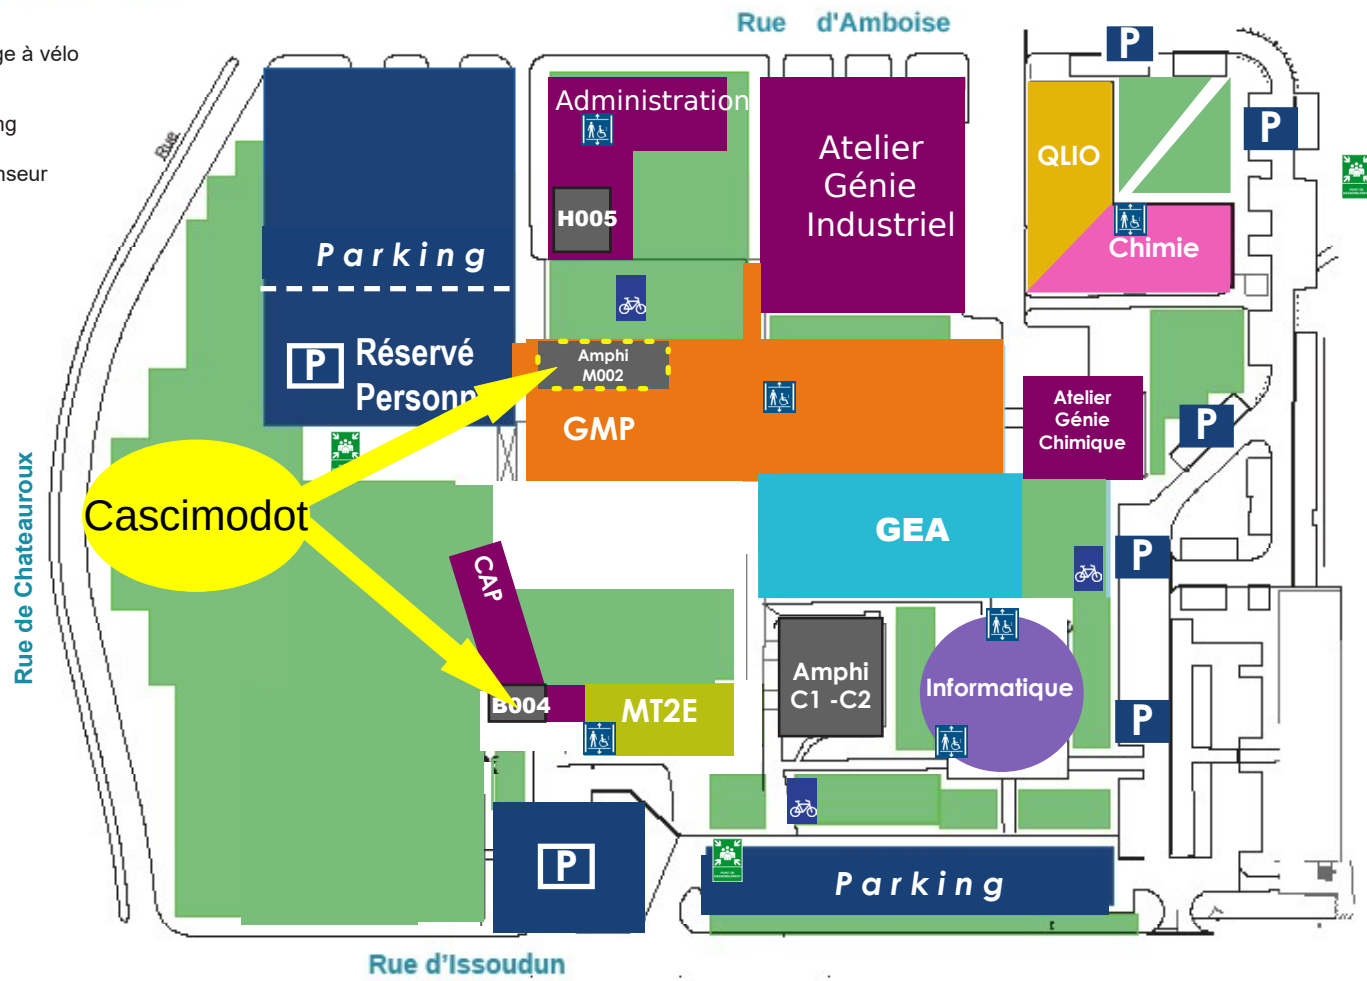 Rue d'Amboise
ge à vélo
ng
nseur
Rue
P
P
Administration
H005
Atelier
Génie
Industriel
QLIO
Chimie
Parking
P
Réservé
Personn
Amphi
M002
GMP
Atelier
Génie
Chimique
P
Rue de Chateauroux
Cascimodot
CAP
GEA
P
B004
MT2E
Amphi
C1 -C2
Informatique
P
P
Parking
Rue d'Issoudun